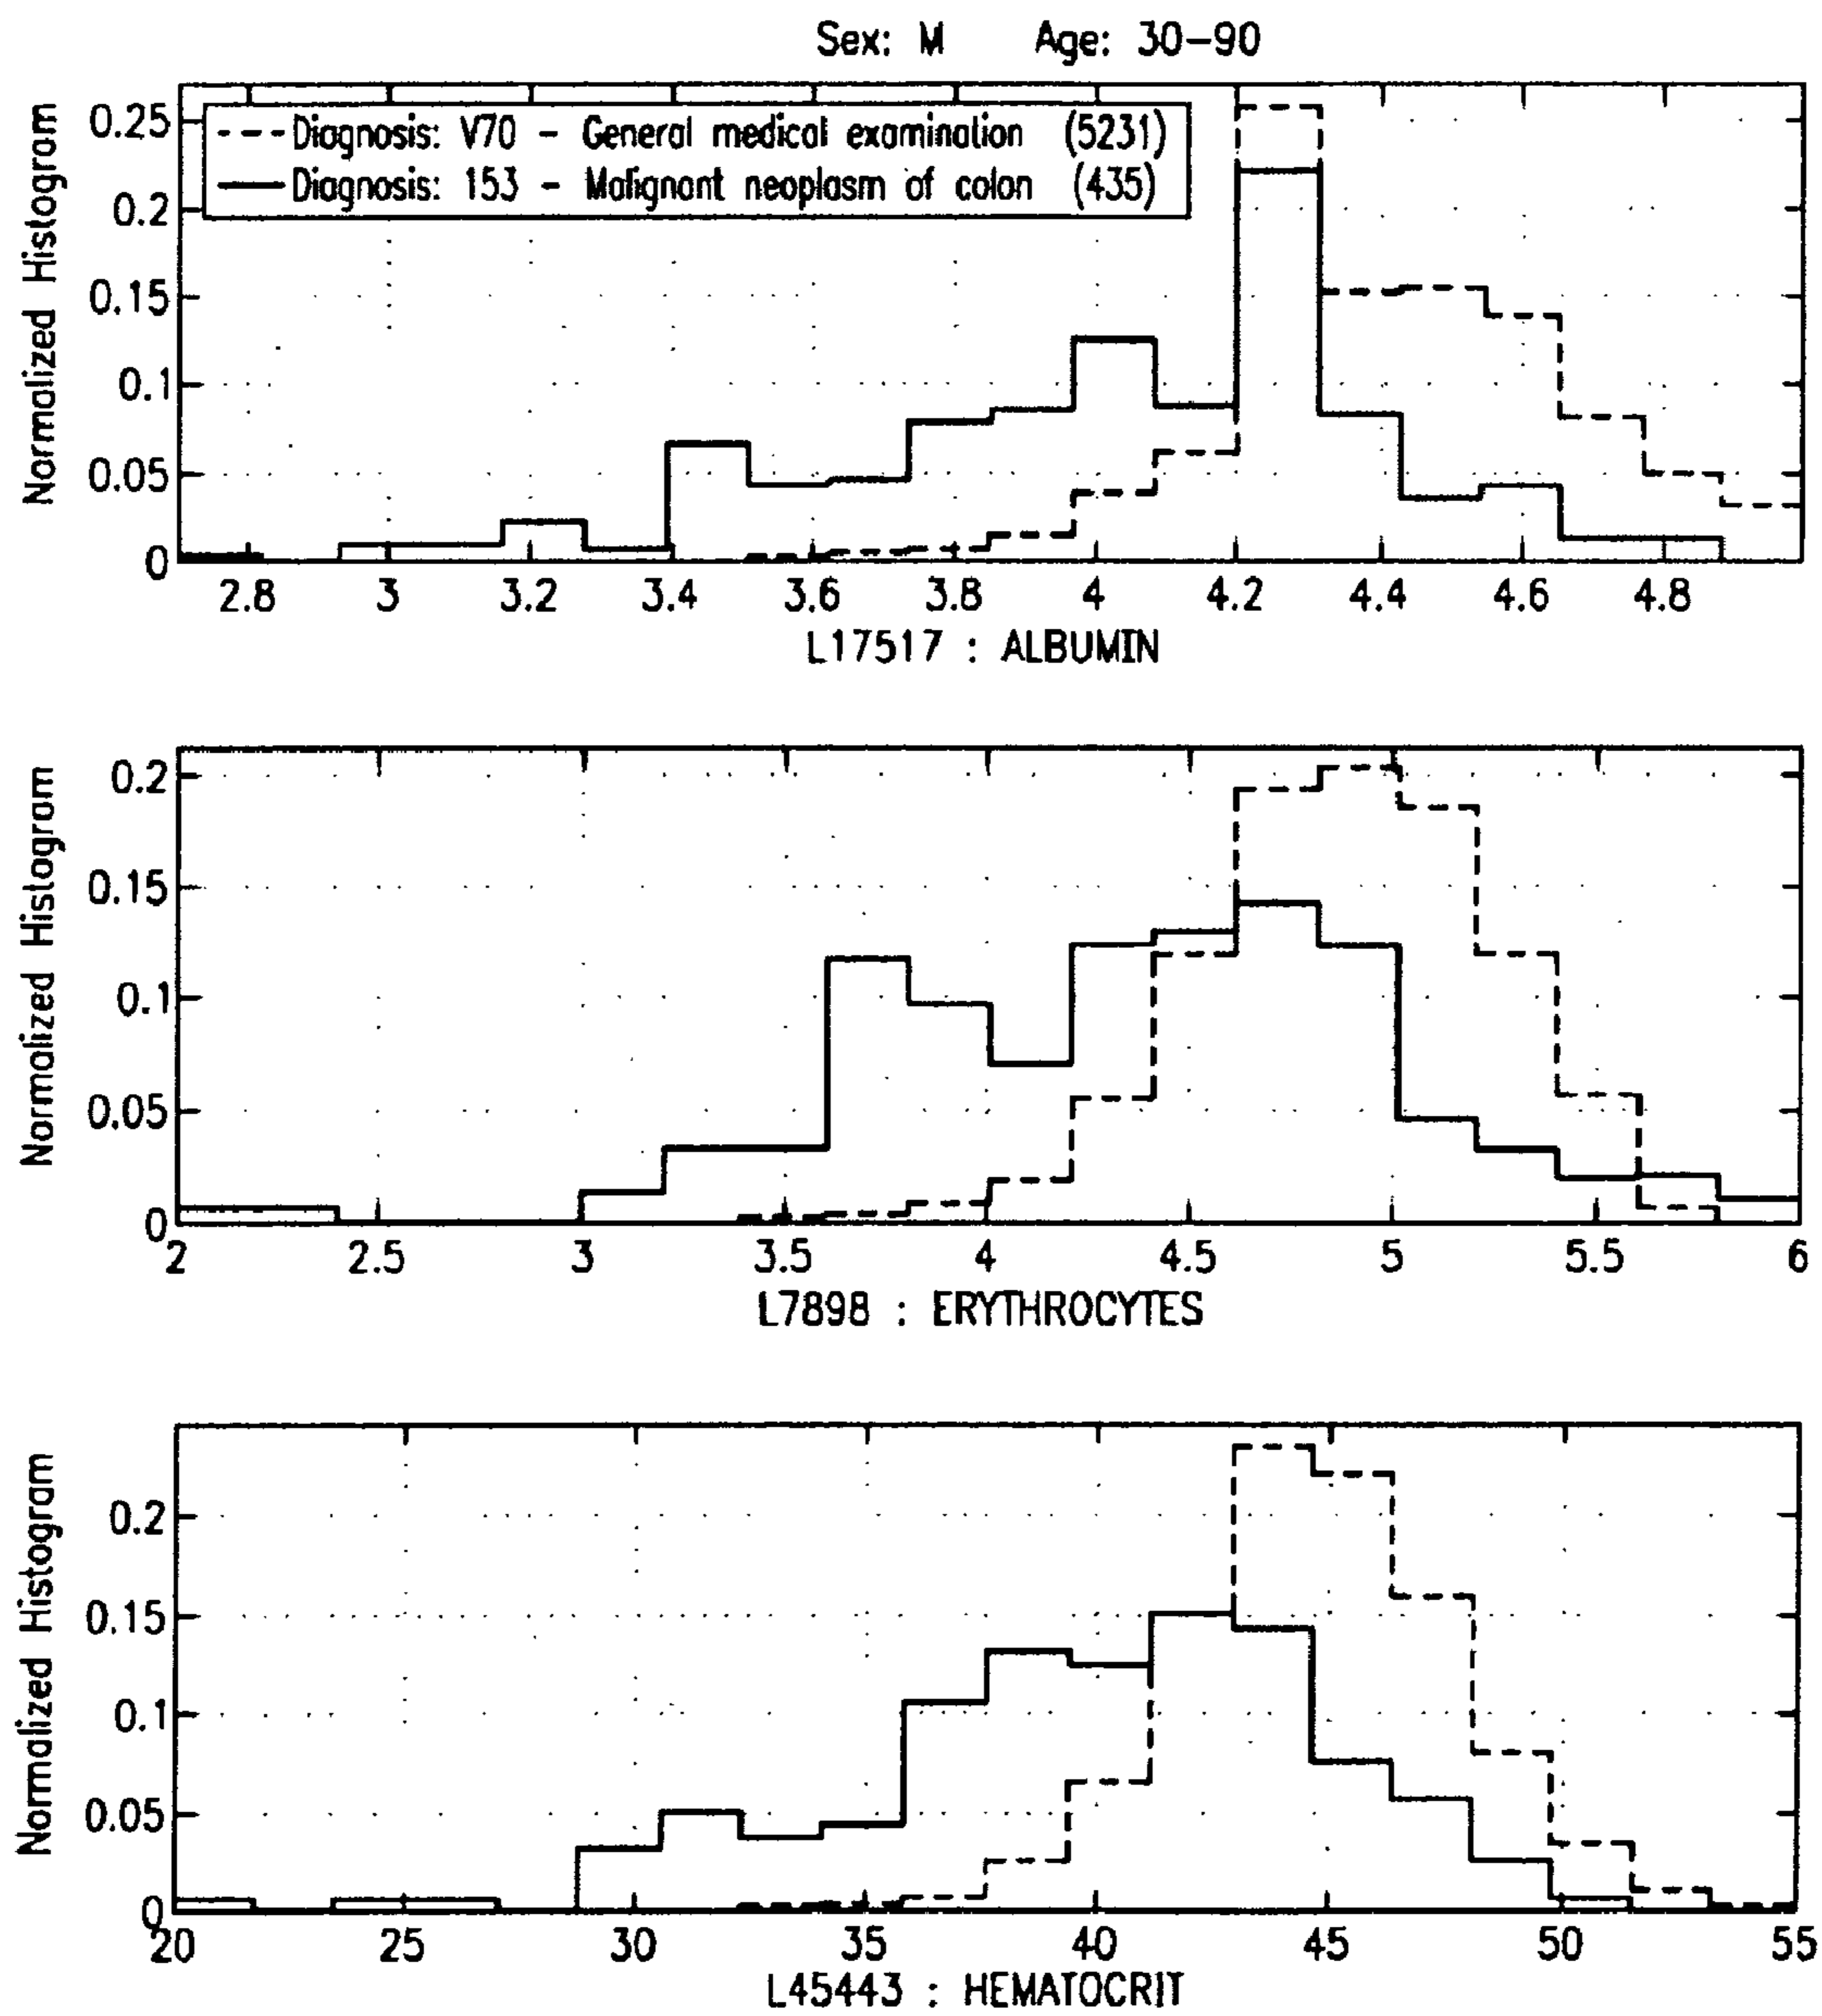 Sex: M Age: 30-90
Normalized Histogram
0.25
0.2
0.15
0.1
0.05
0
--- Diagnosis: V70 - General medical examination (5231)
— Diagnosis: 153 - Malignant neoplasm of colon (435)
2.8 3 3.2 3.4 3.6 3.8 4 4.2 4.4 4.6 4.8
L17517 : ALBUMIN
Normalized Histogram
0.2
0.15
0.1
0.05
0
2 2.5 3 3.5 4 4.5 5 5.5 6
L7898 : ERYTHROCYTES
Normalized Histogram
0.2
0.15
0.1
0.05
0
20 25 30 35 40 45 50 55
L45443 : HEMATOCRIT